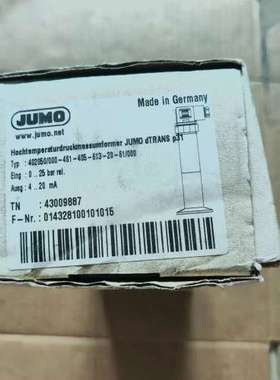 JUMO
www.jumo.net
Made in Germany
Hochtemperaturdruckmessumformer JUMO dTRANS p31
Typ : 402050/000-461-405-613-20-61/000
Eing : 0 .. 25 bar rel.
Ausg : 4 .. 20 mA
TN : 43009887
F-Nr. : 0143281001010015